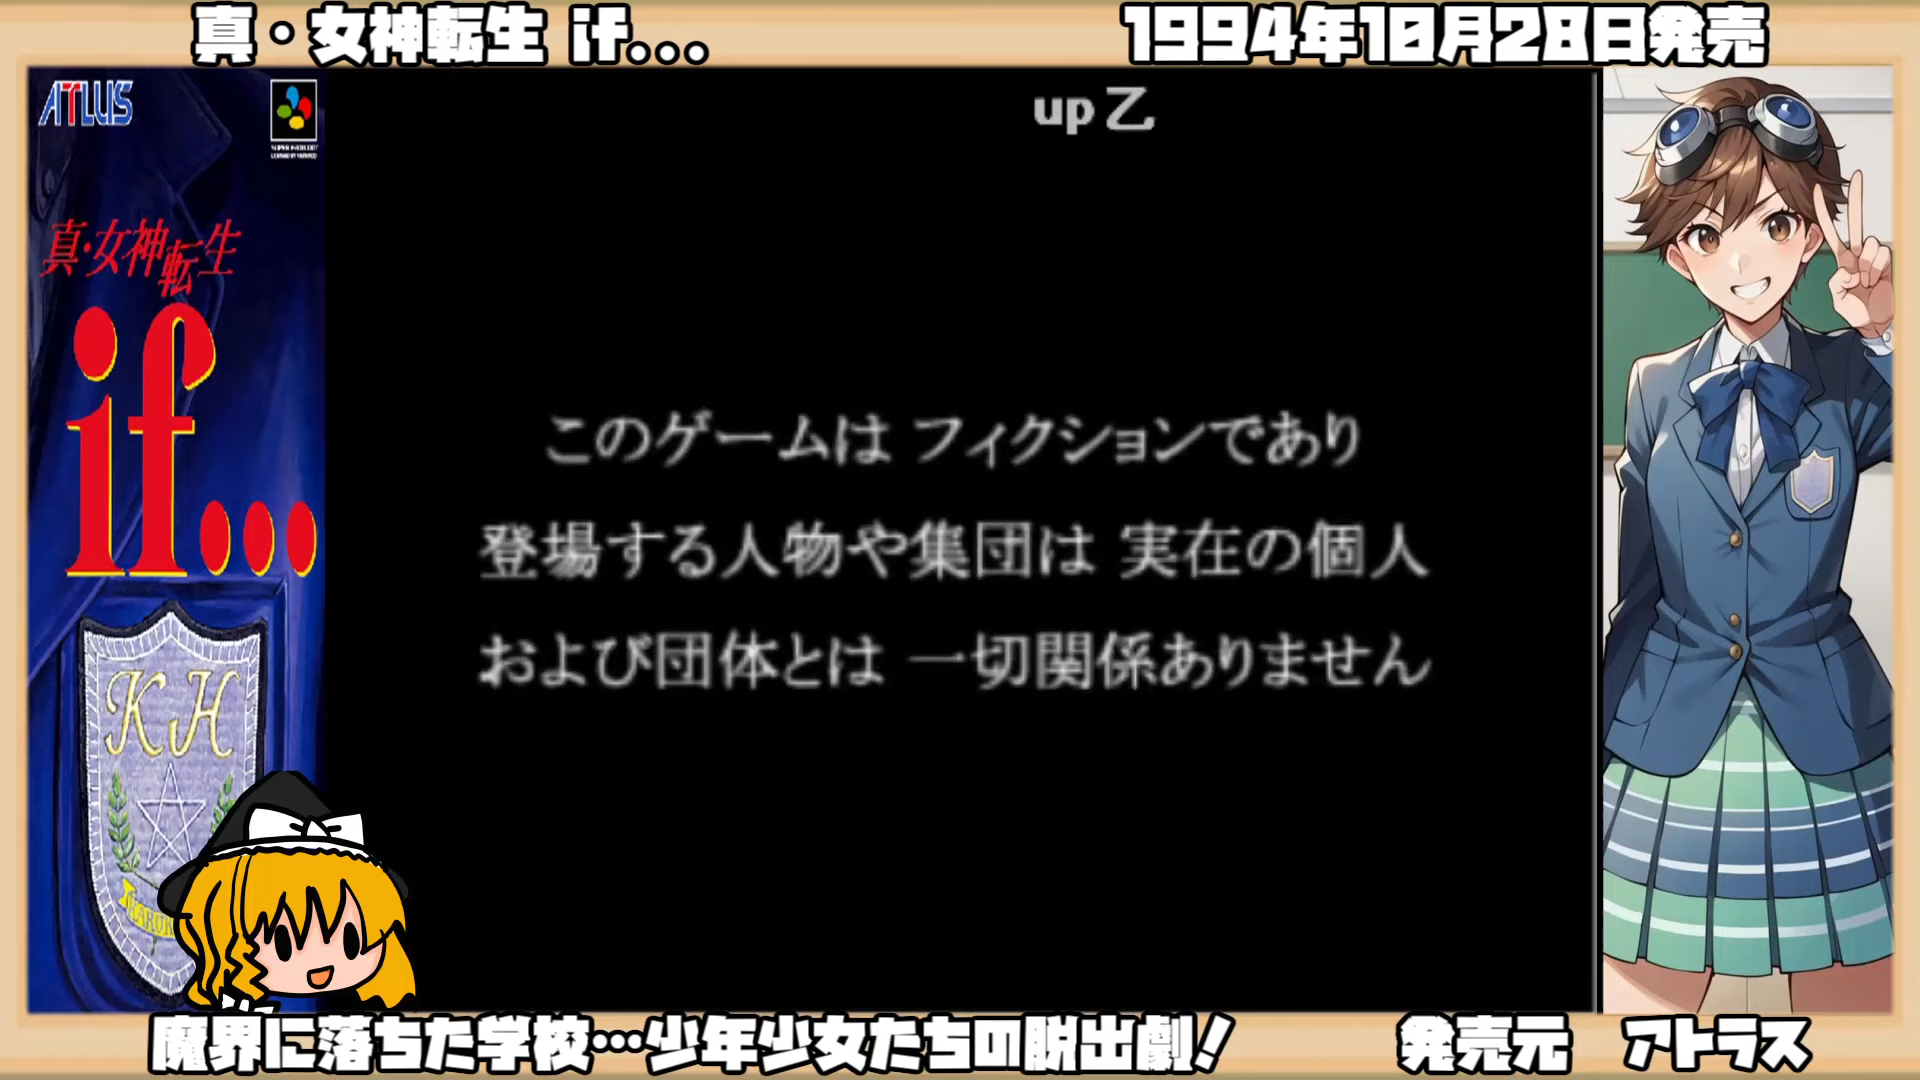 真・女神転生 if...
1994年10月28日発売
ATLUS
真・女神転生
if...
KH
up乙
このゲームは フィクションであり
登場する人物や集団は 実在の個人
および団体とは 一切関係ありません
魔界に落ちた学校…少年少女たちの脱出劇！
発売元 アトラス